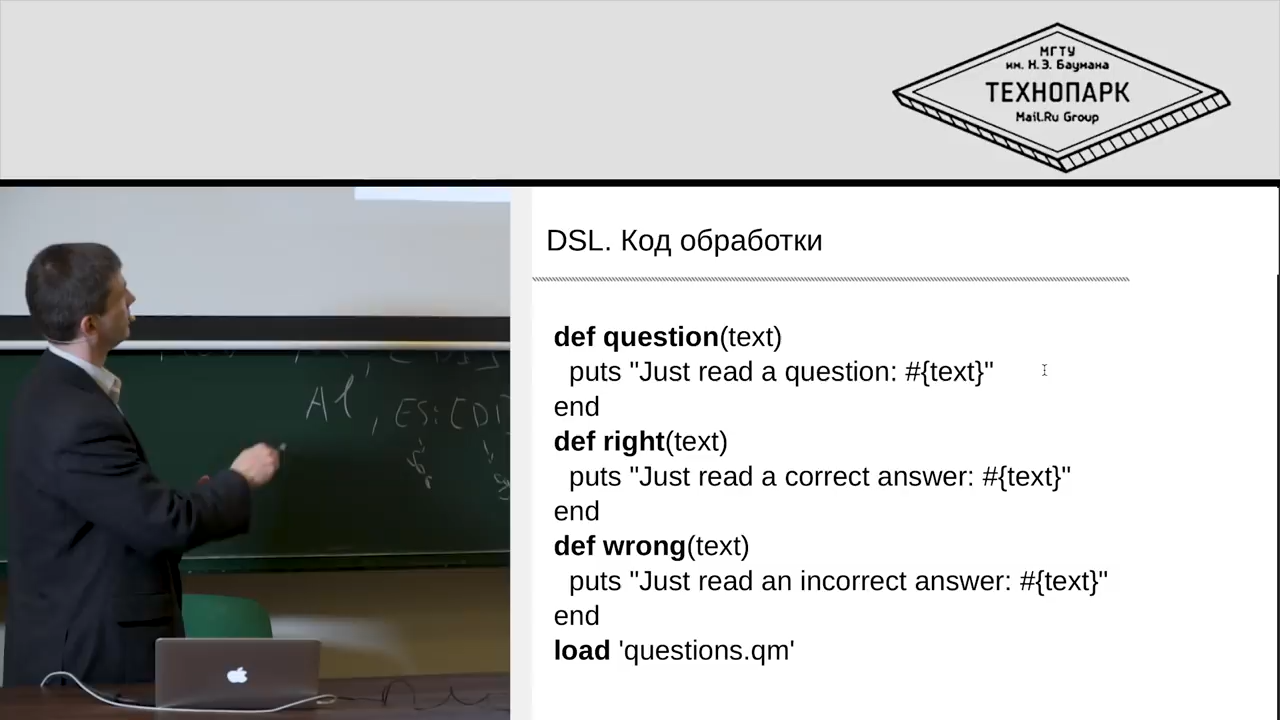 МГТУ
им. Н.Э. Баумана
ТЕХНОПАРК
Mail.Ru Group
DSL. Код обработки
def question(text)
puts "Just read a question: #{text}"
end
def right(text)
puts "Just read a correct answer: #{text}"
end
def wrong(text)
puts "Just read an incorrect answer: #{text}"
end
load 'questions.qm'